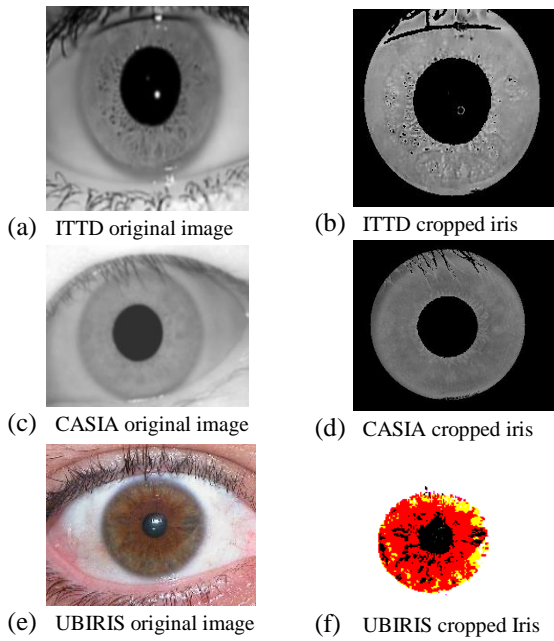 (a) ITTD original image
(b) ITTD cropped iris
(c) CASIA original image
(d) CASIA cropped iris
(e) UBIRIS original image
(f) UBIRIS cropped Iris